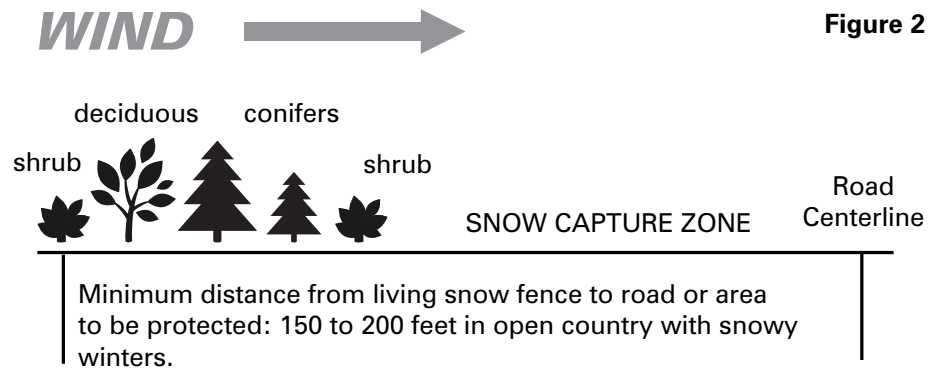 WIND
Figure 2
deciduous conifers
shrub
shrub
Road
Centerline
SNOW CAPTURE ZONE
Minimum distance from living snow fence to road or area
to be protected: 150 to 200 feet in open country with snowy
winters.